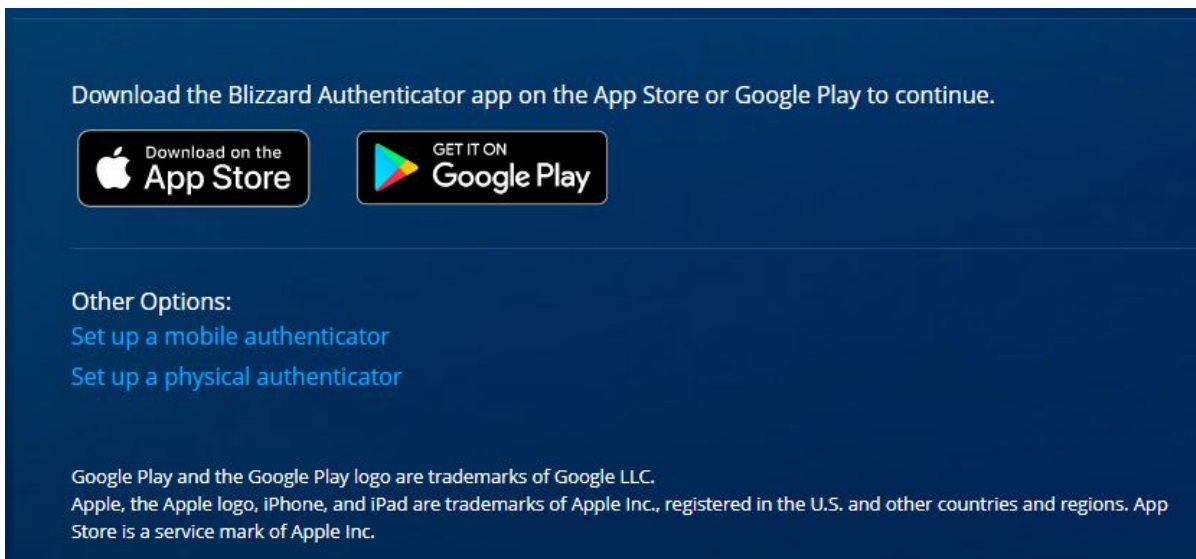 Download the Blizzard Authenticator app on the App Store or Google Play to continue.
Download on the
App Store
GET IT ON
Google Play
Other Options:
Set up a mobile authenticator
Set up a physical authenticator
Google Play and the Google Play logo are trademarks of Google LLC.
Apple, the Apple logo, iPhone, and iPad are trademarks of Apple Inc., registered in the U.S. and other countries and regions. App
Store is a service mark of Apple Inc.